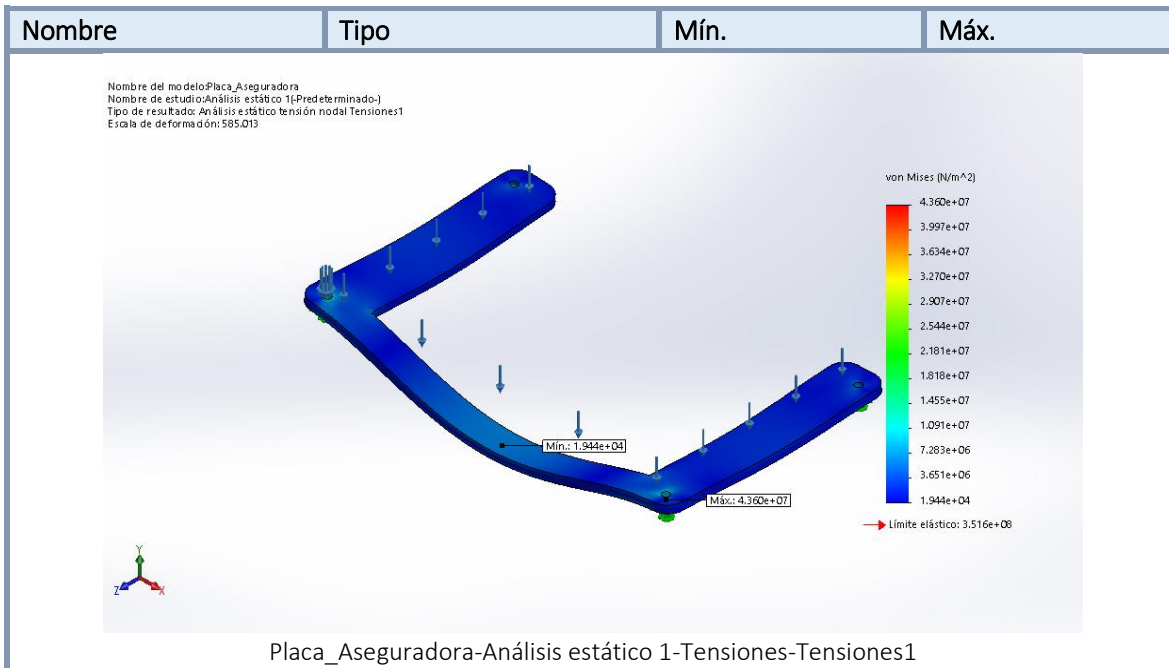 Nombre Tipo Mín. Máx.
Nombre del modelo:Placa_Aseguradora
Nombre de estudio:Análisis estático 1(-Predeterminado-)
Tipo de resultado: Análisis estático tensión nodal Tensiones1
Escala de deformación: 585.013
von Mises (N/m^2)
4.360e+07
3.997e+07
3.634e+07
3.270e+07
2.907e+07
2.544e+07
2.181e+07
1.818e+07
1.455e+07
1.091e+07
7.283e+06
3.651e+06
1.944e+04
Límite elástico: 3.516e+08
Mín.: 1.944e+04
Máx.: 4.360e+07
Y
Z
X
Placa_Aseguradora-Análisis estático 1-Tensiones-Tensiones1